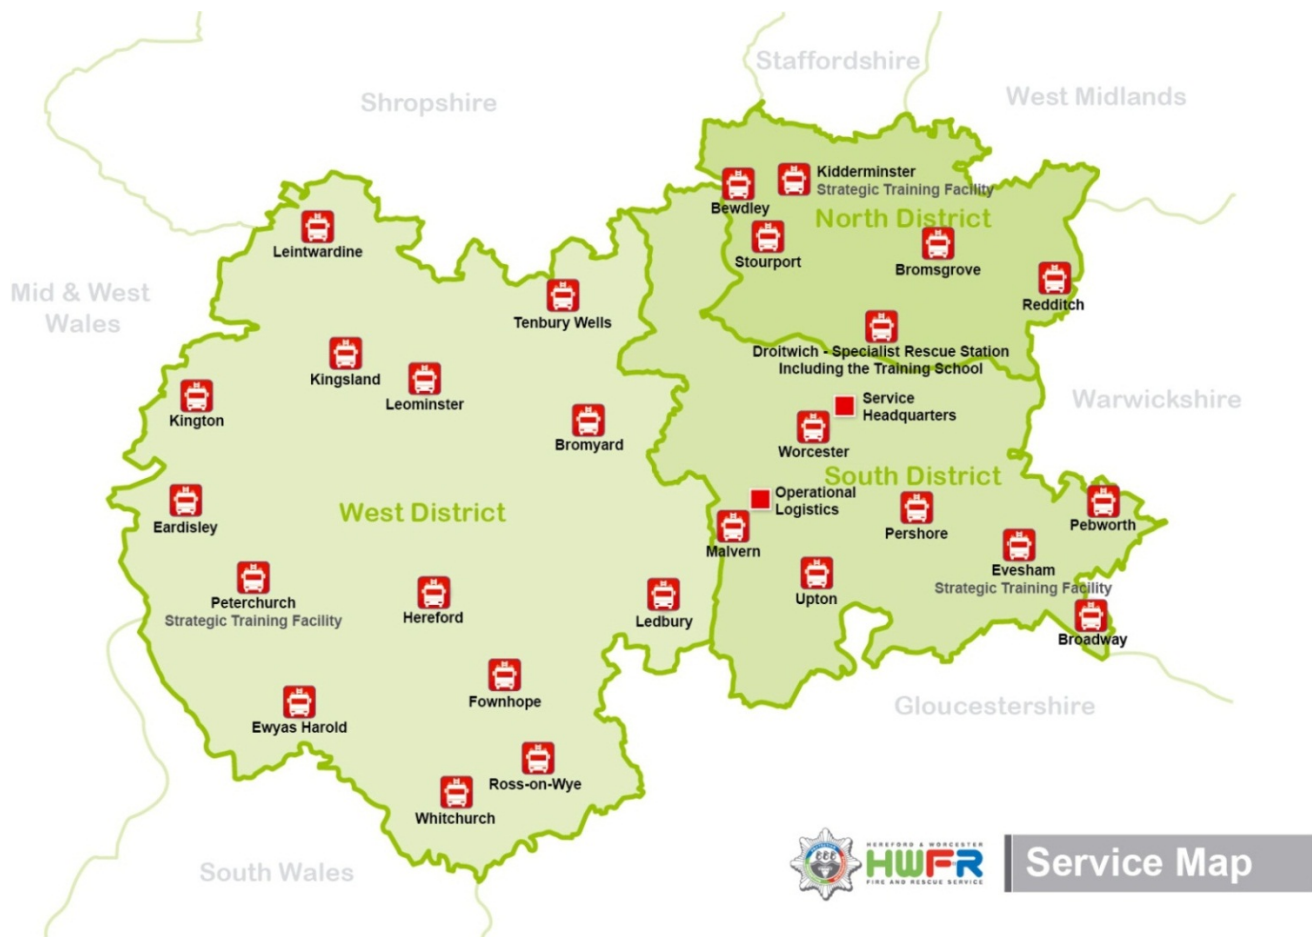 Staffordshire
Shropshire
West Midlands
Kidderminster
Strategic Training Facility
Bewdley
North District
Leintwardine
Stourport
Bromsgrove
Redditch
Mid & West
Wales
Tenbury Wells
Droitwich - Specialist Rescue Station
Including the Training School
Kingsland
Leominster
Kington
Service
Headquarters
Warwickshire
Bromyard
Worcester
South District
Operational
Logistics
West District
Eardisley
Pebworth
Pershore
Malvern
Evesham
Strategic Training Facility
Upton
Peterchurch
Strategic Training Facility
Hereford
Ledbury
Broadway
Fownhope
Gloucestershire
Ewyas Harold
Ross-on-Wye
Whitchurch
South Wales
HEREFORD & WORCESTER
HWFR
FIRE AND RESCUE SERVICE
Service Map